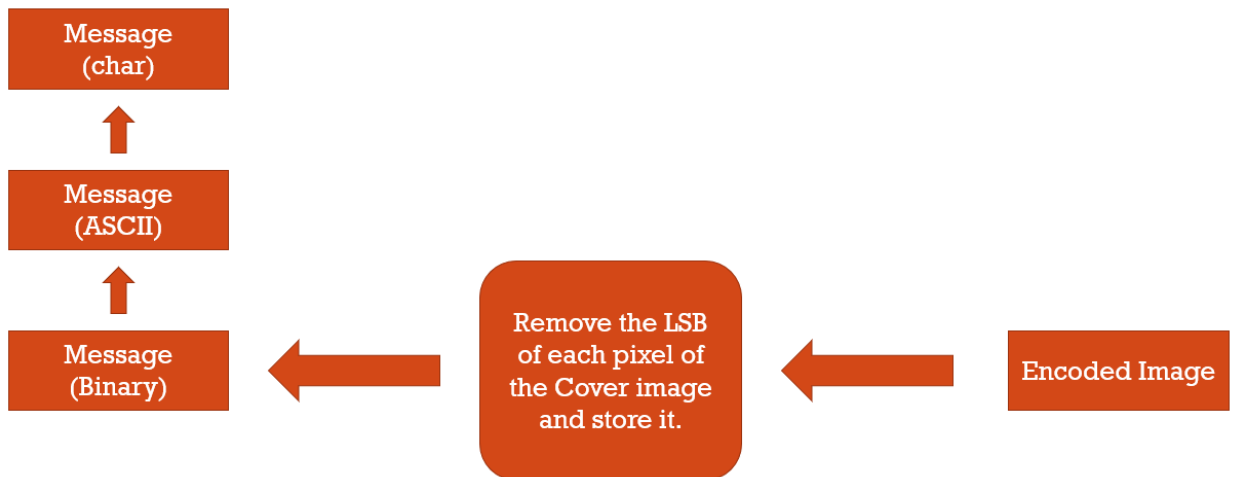 Message
(char)
Message
(ASCII)
Message
(Binary)
Remove the LSB
of each pixel of
the Cover image
and store it.
Encoded Image